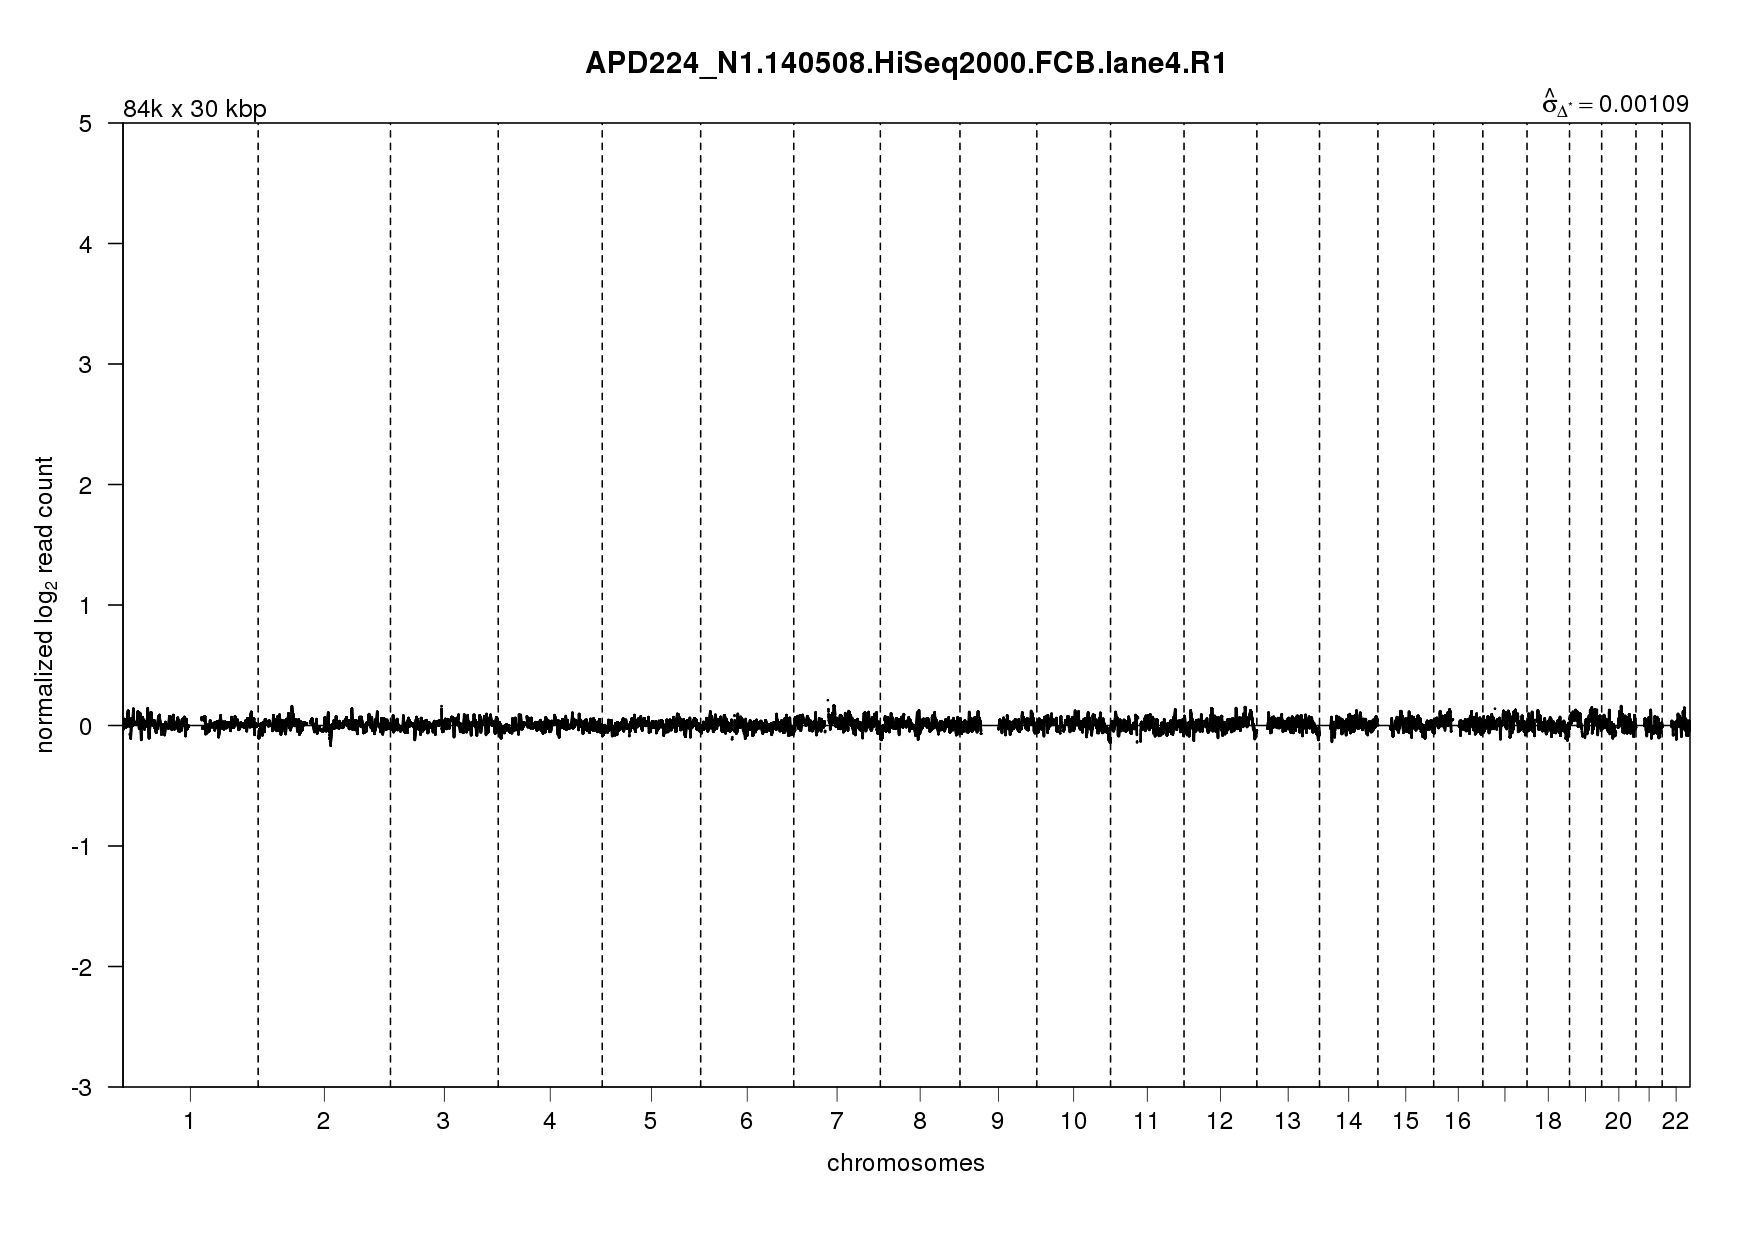 APD224_N1.140508.HiSeq2000.FCB.lane4.R1
84k x 30 kbp
σ̂Δ* = 0.00109
5
4
3
2
1
0
-1
-2
-3
normalized log₂ read count
1 2 3 4 5 6 7 8 9 10 11 12 13 14 15 16 18 20 22
chromosomes